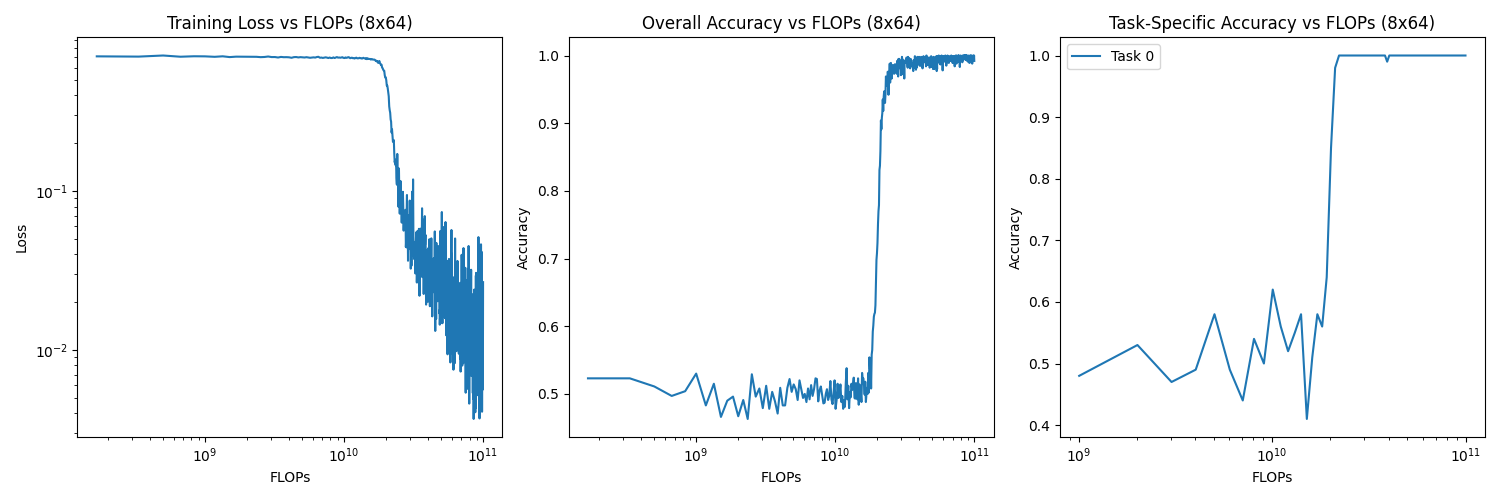 Training Loss vs FLOPs (8x64)
Loss
10⁻¹
10⁻²
10⁹
10¹⁰
10¹¹
FLOPs
Overall Accuracy vs FLOPs (8x64)
Accuracy
1.0
0.9
0.8
0.7
0.6
0.5
10⁹
10¹⁰
10¹¹
FLOPs
Task-Specific Accuracy vs FLOPs (8x64)
Task 0
Accuracy
1.0
0.9
0.8
0.7
0.6
0.5
0.4
10⁹
10¹⁰
10¹¹
FLOPs